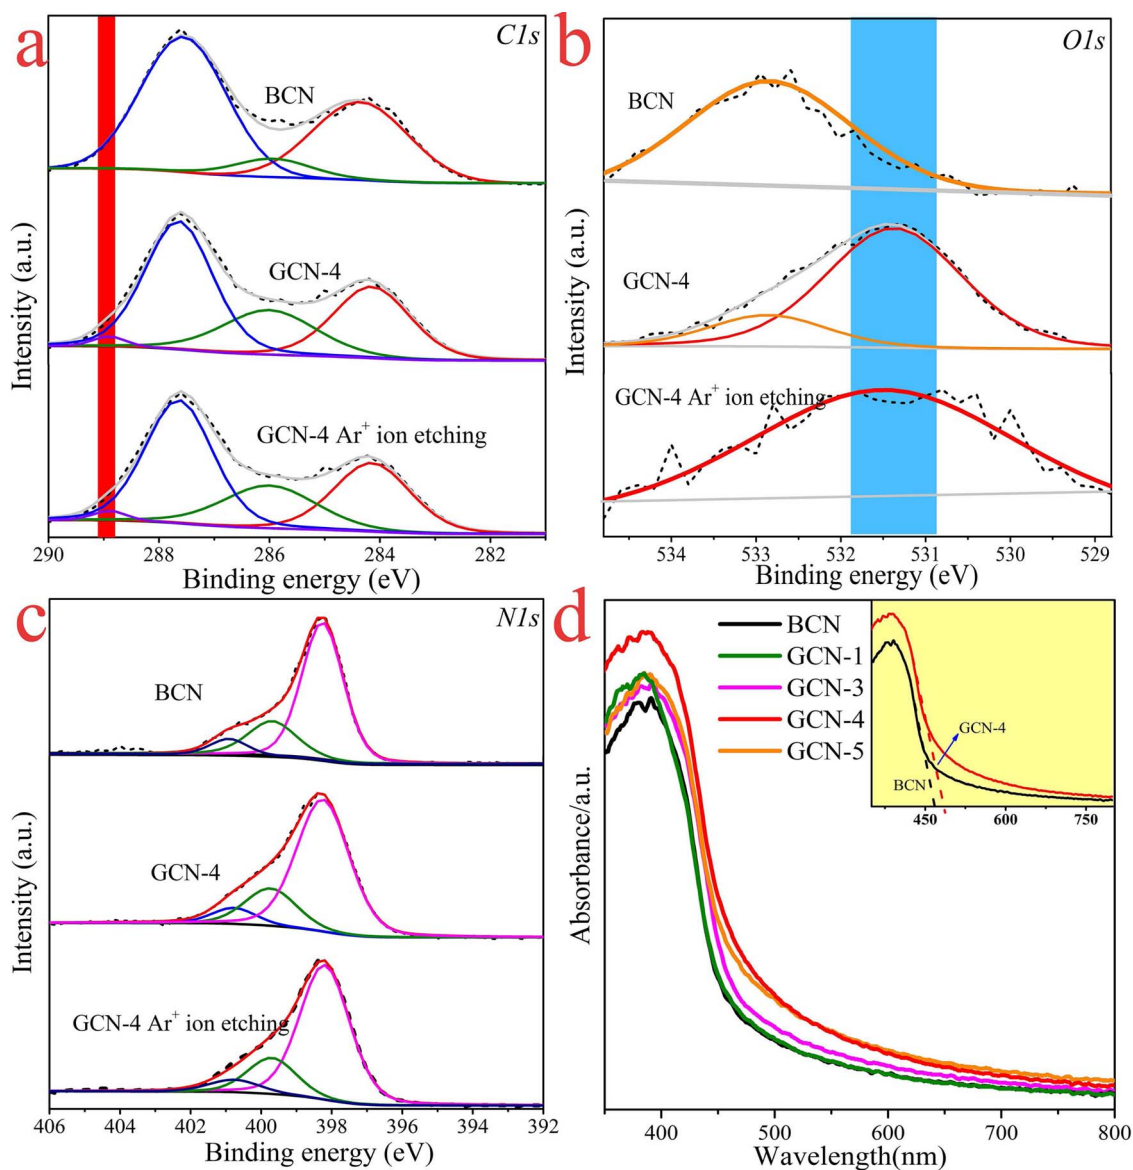 a
C1s
BCN
GCN-4
GCN-4 Ar⁺ ion etching
Intensity (a.u.)
290 288 286 284 282
Binding energy (eV)
b
O1s
BCN
GCN-4
GCN-4 Ar⁺ ion etching
Intensity (a.u.)
534 533 532 531 530 529
Binding energy (eV)
c
N1s
BCN
GCN-4
GCN-4 Ar⁺ ion etching
Intensity (a.u.)
406 404 402 400 398 396 394 392
Binding energy (eV)
d
BCN
GCN-1
GCN-3
GCN-4
GCN-5
GCN-4
BCN
450 600 750
Absorbance/a.u.
400 500 600 700 800
Wavelength(nm)